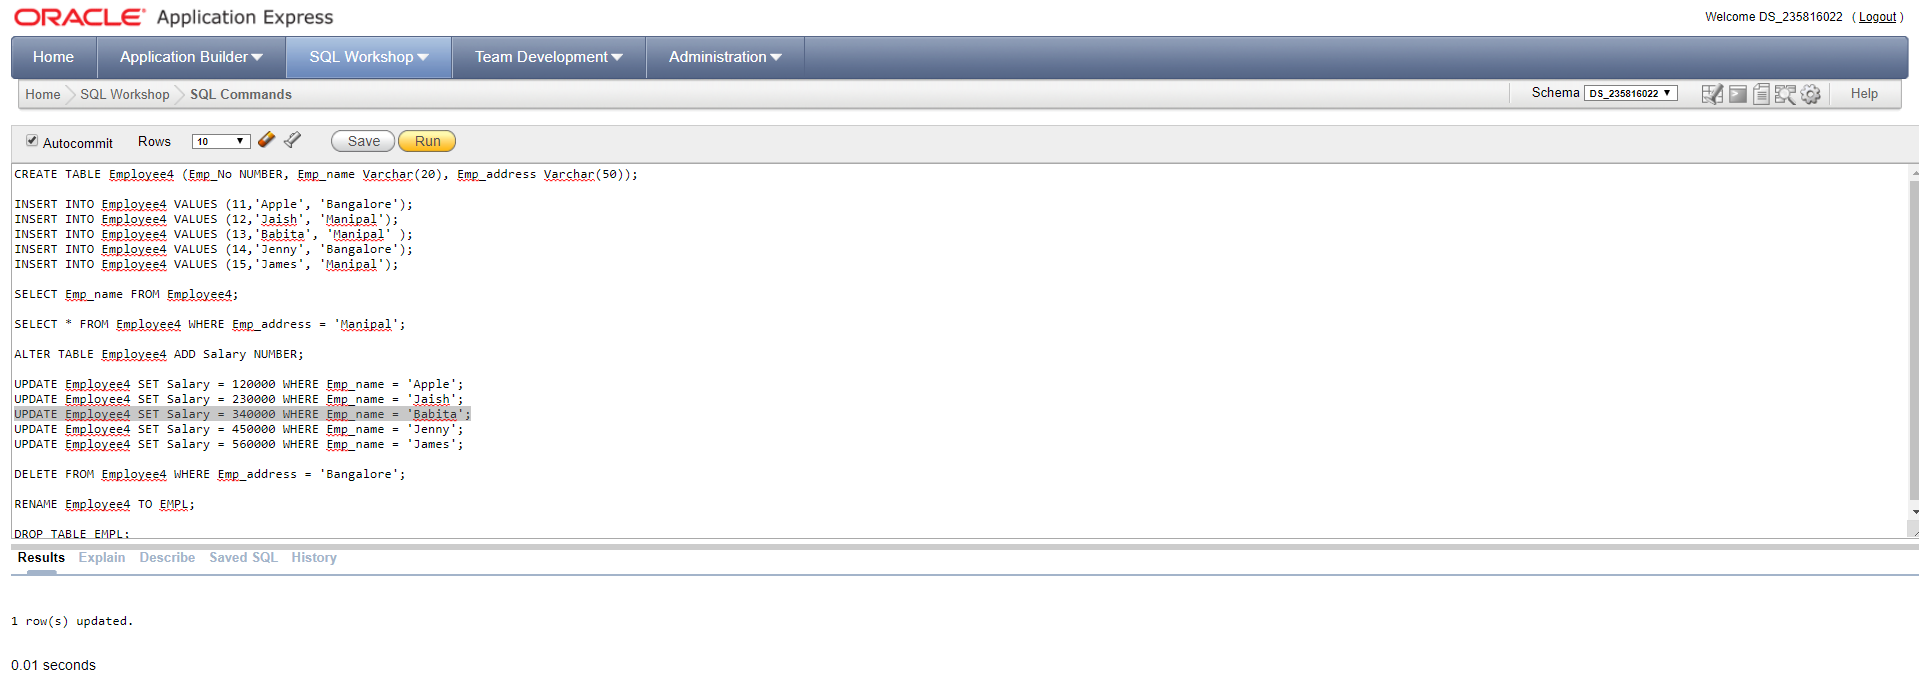 ORACLE Application Express
Welcome DS_235816022 ( Logout )
Home Application Builder SQL Workshop Team Development Administration
Home SQL Workshop SQL Commands
Schema DS_235816022 Help
Autocommit Rows 10 Save Run
CREATE TABLE Employee4 (Emp_No NUMBER, Emp_name Varchar(20), Emp_address Varchar(50));
INSERT INTO Employee4 VALUES (11,'Apple', 'Bangalore');
INSERT INTO Employee4 VALUES (12,'Jaish', 'Manipal');
INSERT INTO Employee4 VALUES (13,'Babita', 'Manipal' );
INSERT INTO Employee4 VALUES (14,'Jenny', 'Bangalore');
INSERT INTO Employee4 VALUES (15,'James', 'Manipal');
SELECT Emp_name FROM Employee4;
SELECT * FROM Employee4 WHERE Emp_address = 'Manipal';
ALTER TABLE Employee4 ADD Salary NUMBER;
UPDATE Employee4 SET Salary = 120000 WHERE Emp_name = 'Apple';
UPDATE Employee4 SET Salary = 230000 WHERE Emp_name = 'Jaish';
UPDATE Employee4 SET Salary = 340000 WHERE Emp_name = 'Babita';
UPDATE Employee4 SET Salary = 450000 WHERE Emp_name = 'Jenny';
UPDATE Employee4 SET Salary = 560000 WHERE Emp_name = 'James';
DELETE FROM Employee4 WHERE Emp_address = 'Bangalore';
RENAME Employee4 TO EMPL;
DROP TABLE EMPL;
Results Explain Describe Saved SQL History
1 row(s) updated.
0.01 seconds